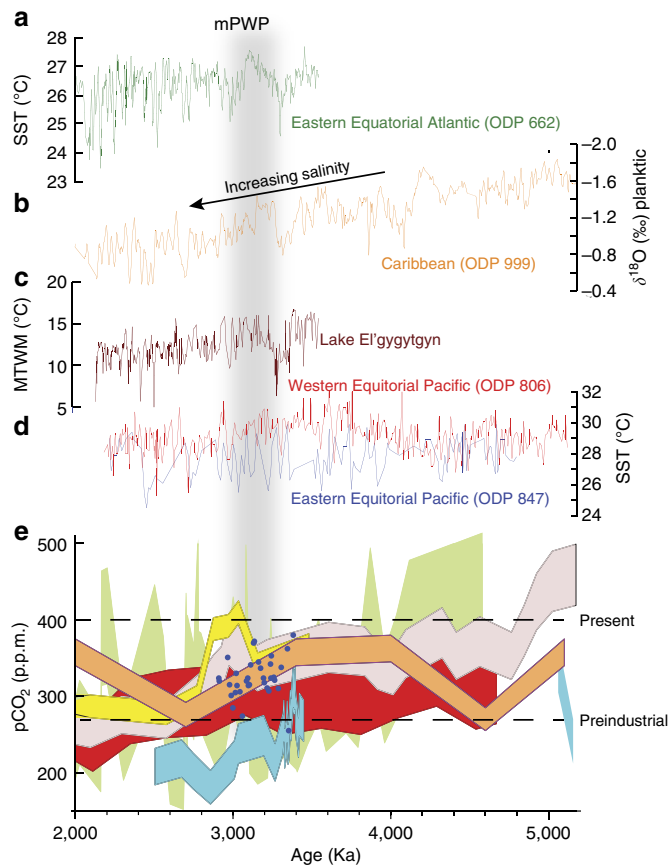 a
mPWP
28
27
26
25
24
23
SST (°C)
Eastern Equatorial Atlantic (ODP 662)
b
Increasing salinity
–2.0
–1.6
–1.2
–0.8
–0.4
δ18O (‰) planktic
Caribbean (ODP 999)
c
20
15
10
5
MTWM (°C)
Lake El'gygytgyn
d
Western Equitorial Pacific (ODP 806)
32
30
28
26
24
SST (°C)
Eastern Equitorial Pacific (ODP 847)
e
500
400
300
200
pCO2 (p.p.m.)
Present
Preindustrial
2,000
3,000
4,000
5,000
Age (Ka)